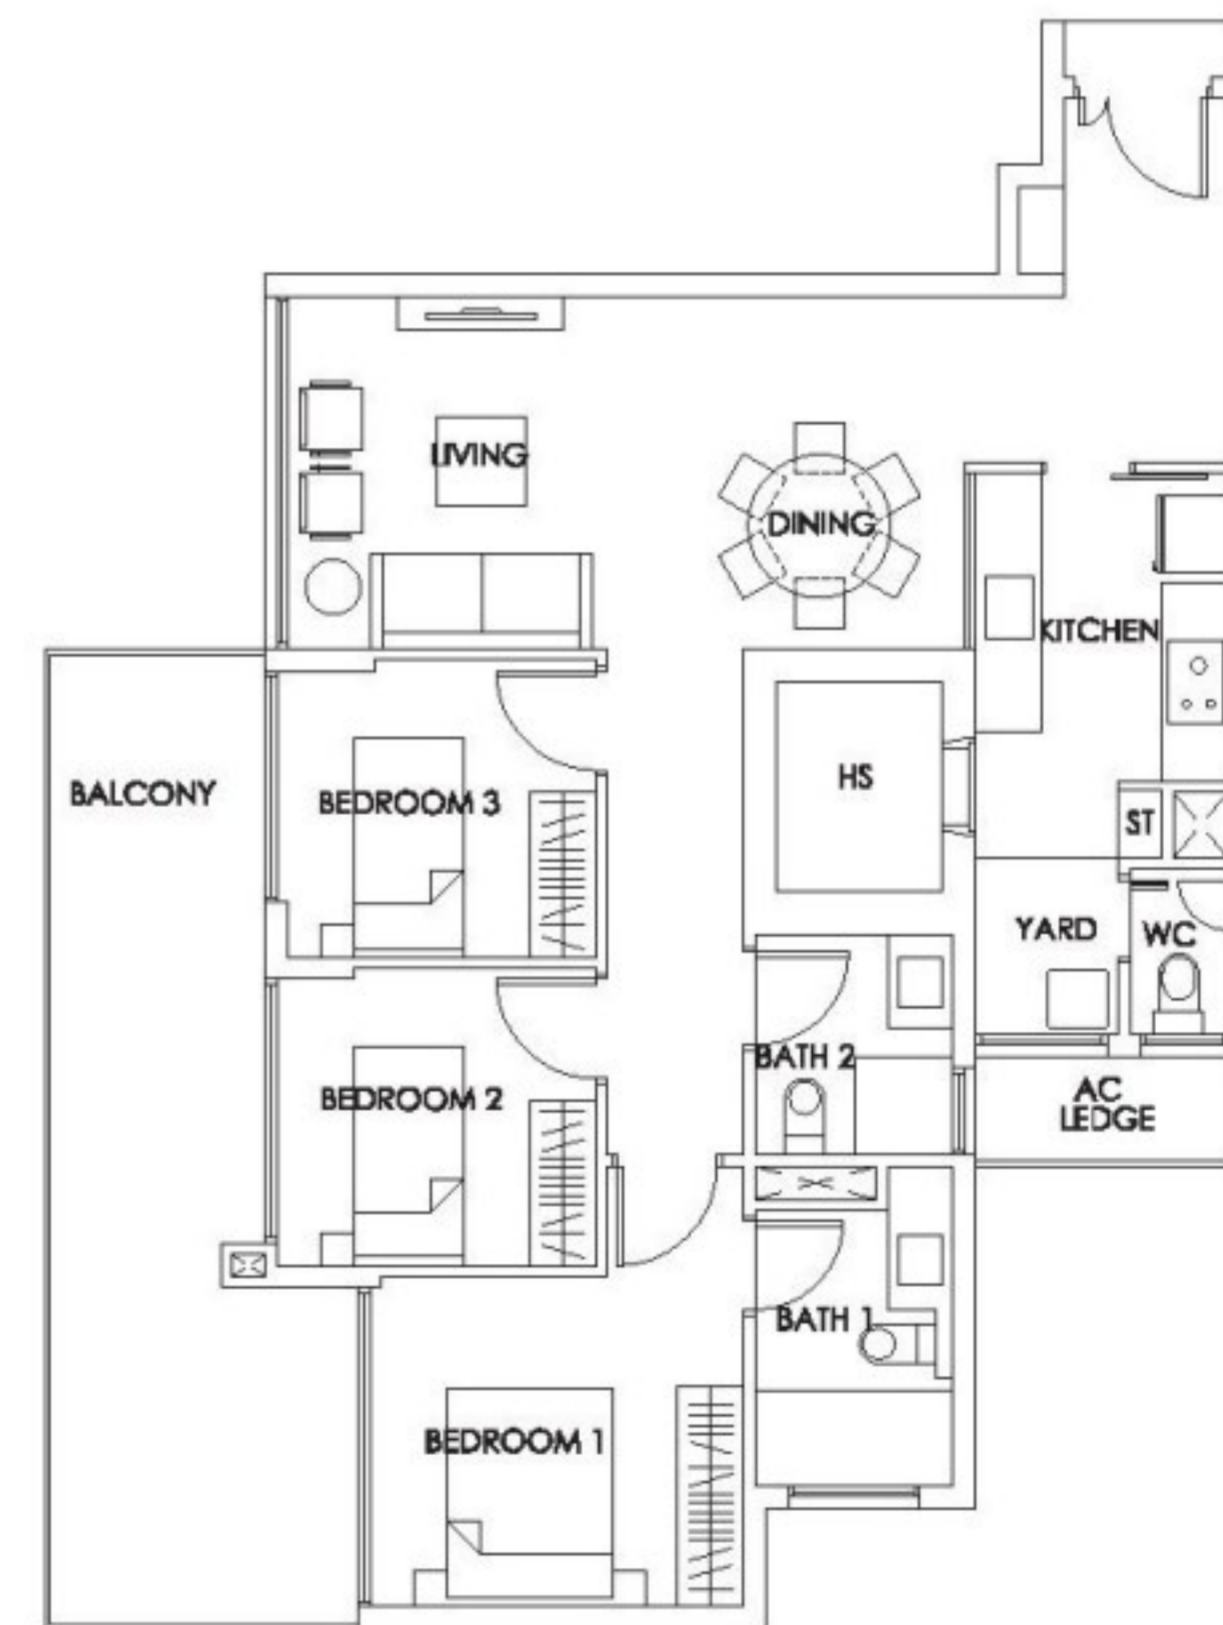 LIVING
DINING
KITCHEN
BALCONY
BEDROOM 3
HS
ST
YARD
WC
BEDROOM 2
BATH 2
AC
LEDGE
BATH 1
BEDROOM 1